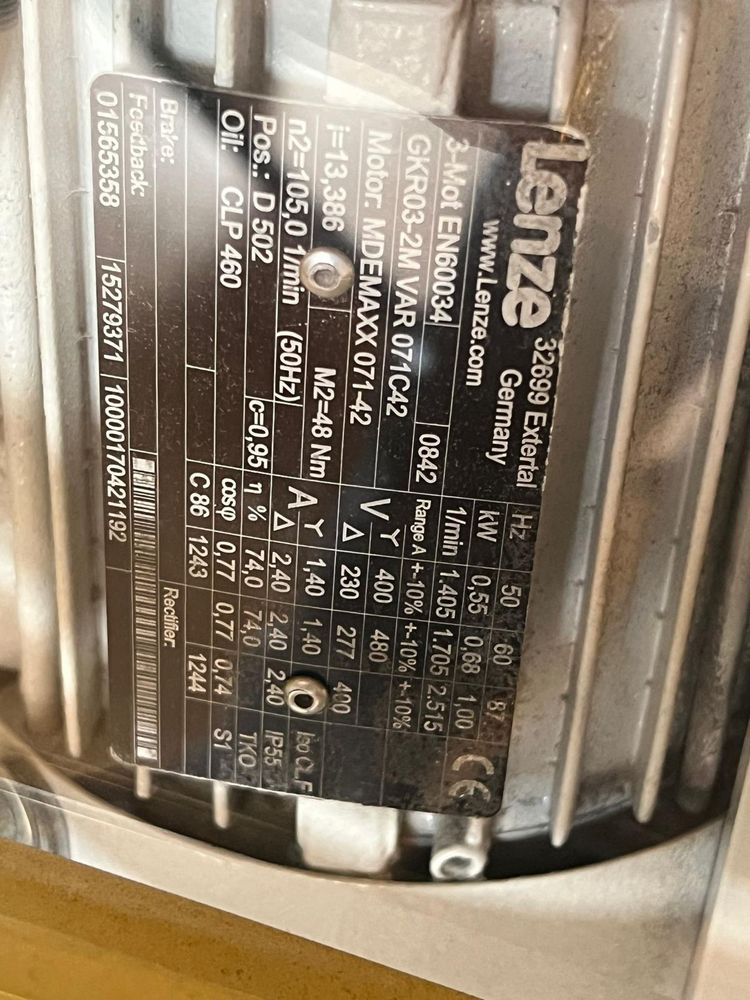 Lenze 32699 Extertal
Germany
www.Lenze.com
3-Mot EN60034 0842
GKR03-2M VAR 071C42
Motor: MDEMAXX 071-42
i=13,386 M2=48 Nm
n2=105,0 1/min (50Hz)
Pos.: D 502 c=0,95
Oil: CLP 460
Brake: Rectifier:
Feedback:
01565358 15279371 10000170421192
Hz 50 60 87
kW 0,55 0,68 1,00
1/min 1.405 1.705 2.515
Range A +-10% +-10% +-10%
V Y 400 480
Δ 230 277 400
A Y 1,40 1,40 Iso CL F
Δ 2,40 2,40 2,40 IP55
η % 74,0 74,0 TKO
cosφ 0,77 0,77 0,74 S1
C 86 1243 1244
CE